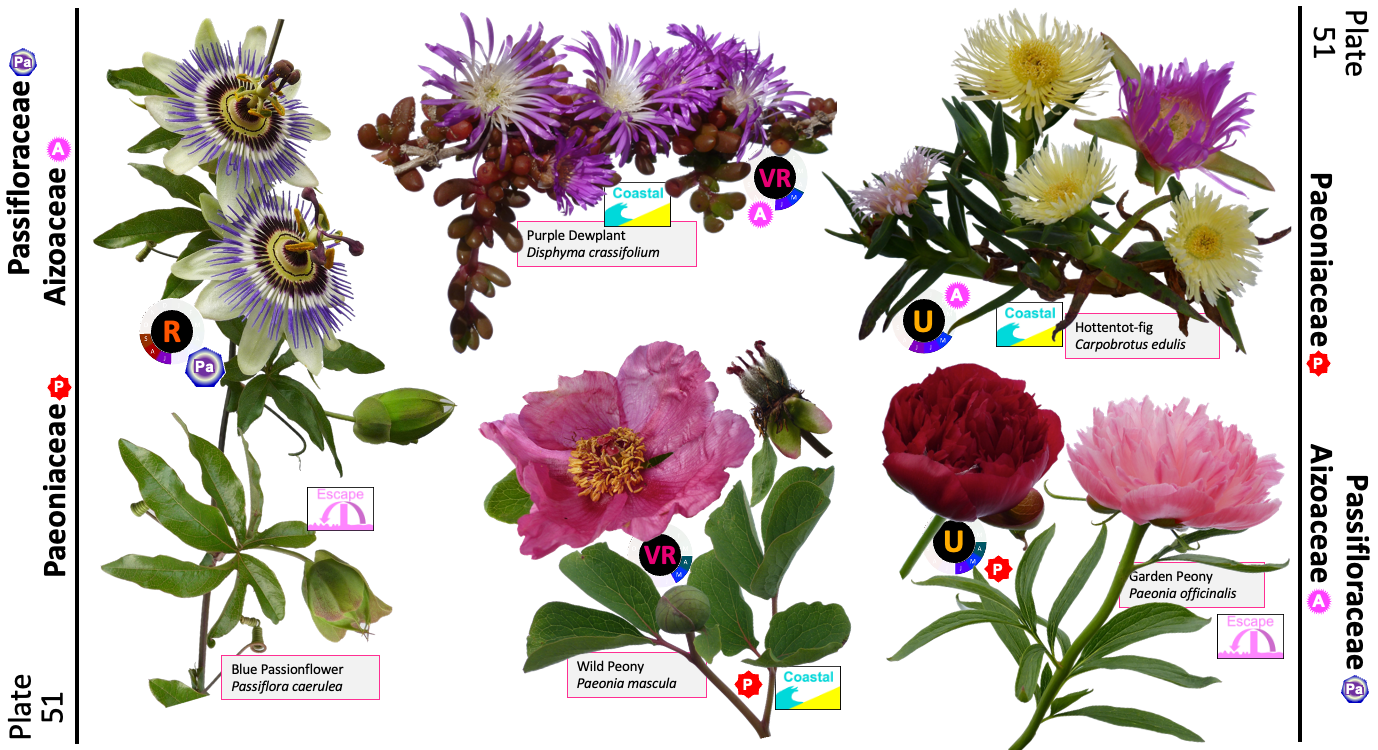 Plate
51
Passifloraceae Pa
Aizoaceae A
Paeoniaceae P
Plate
51
Paeoniaceae P
Aizoaceae A
Passifloraceae Pa
R
S
A
J
Pa
Escape
Blue Passionflower
Passiflora caerulea
Coastal
VR
J M
A
Purple Dewplant
Disphyma crassifolium
U
J J M
A
Coastal
Hottentot-fig
Carpobrotus edulis
VR
A
M
Wild Peony
Paeonia mascula
P
Coastal
U
A
M
J
P
Garden Peony
Paeonia officinalis
Escape